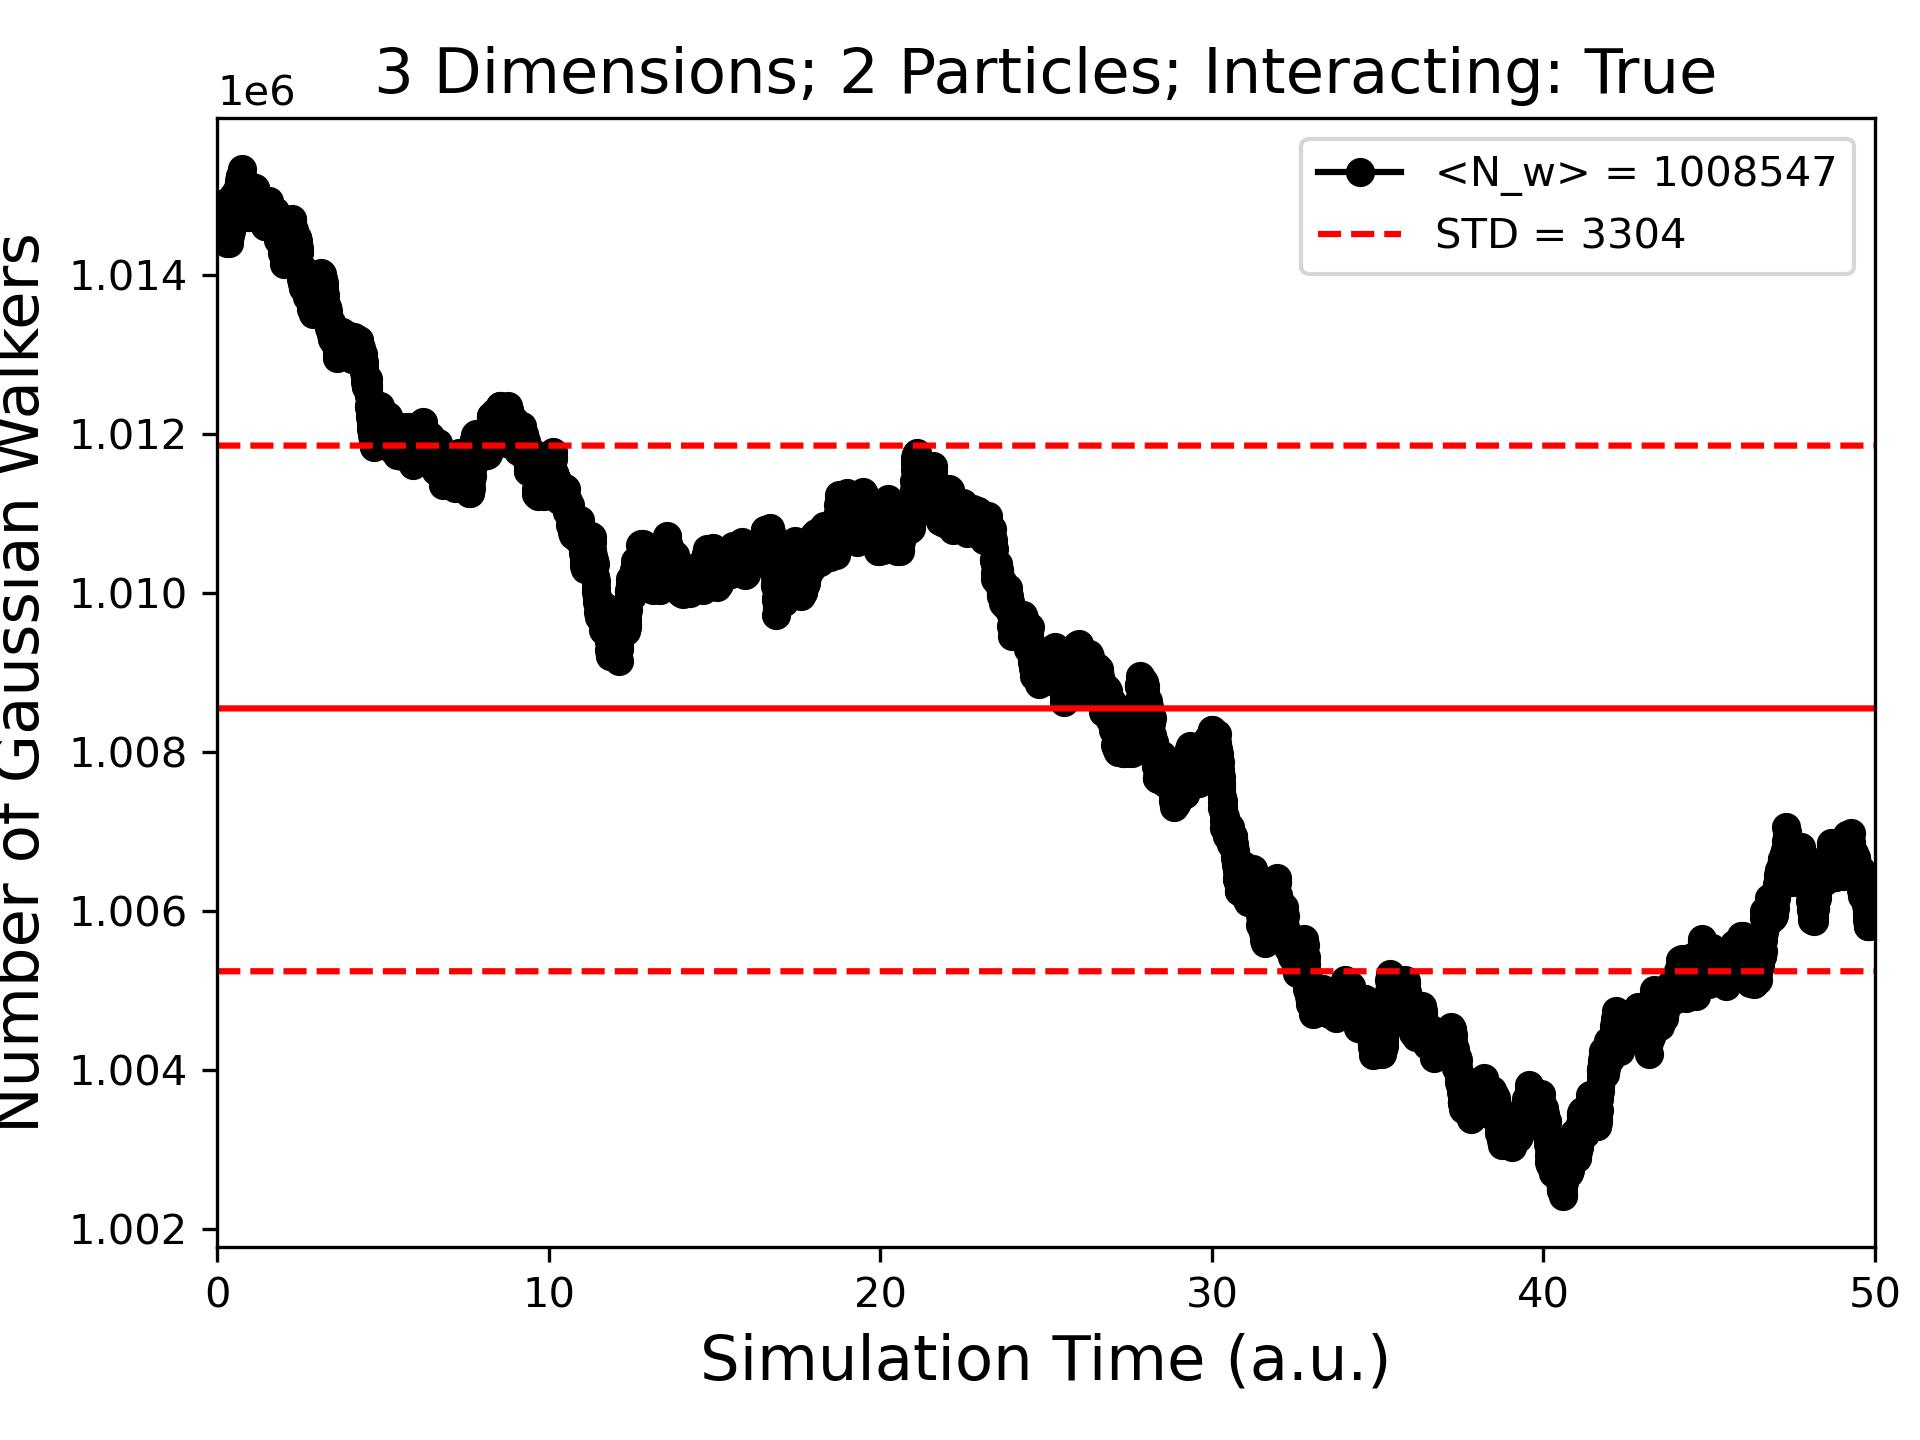 3 Dimensions; 2 Particles; Interacting: True
1e6
<N_w> = 1008547
STD = 3304
Number of Gaussian Walkers
1.014
1.012
1.010
1.008
1.006
1.004
1.002
0 10 20 30 40 50
Simulation Time (a.u.)